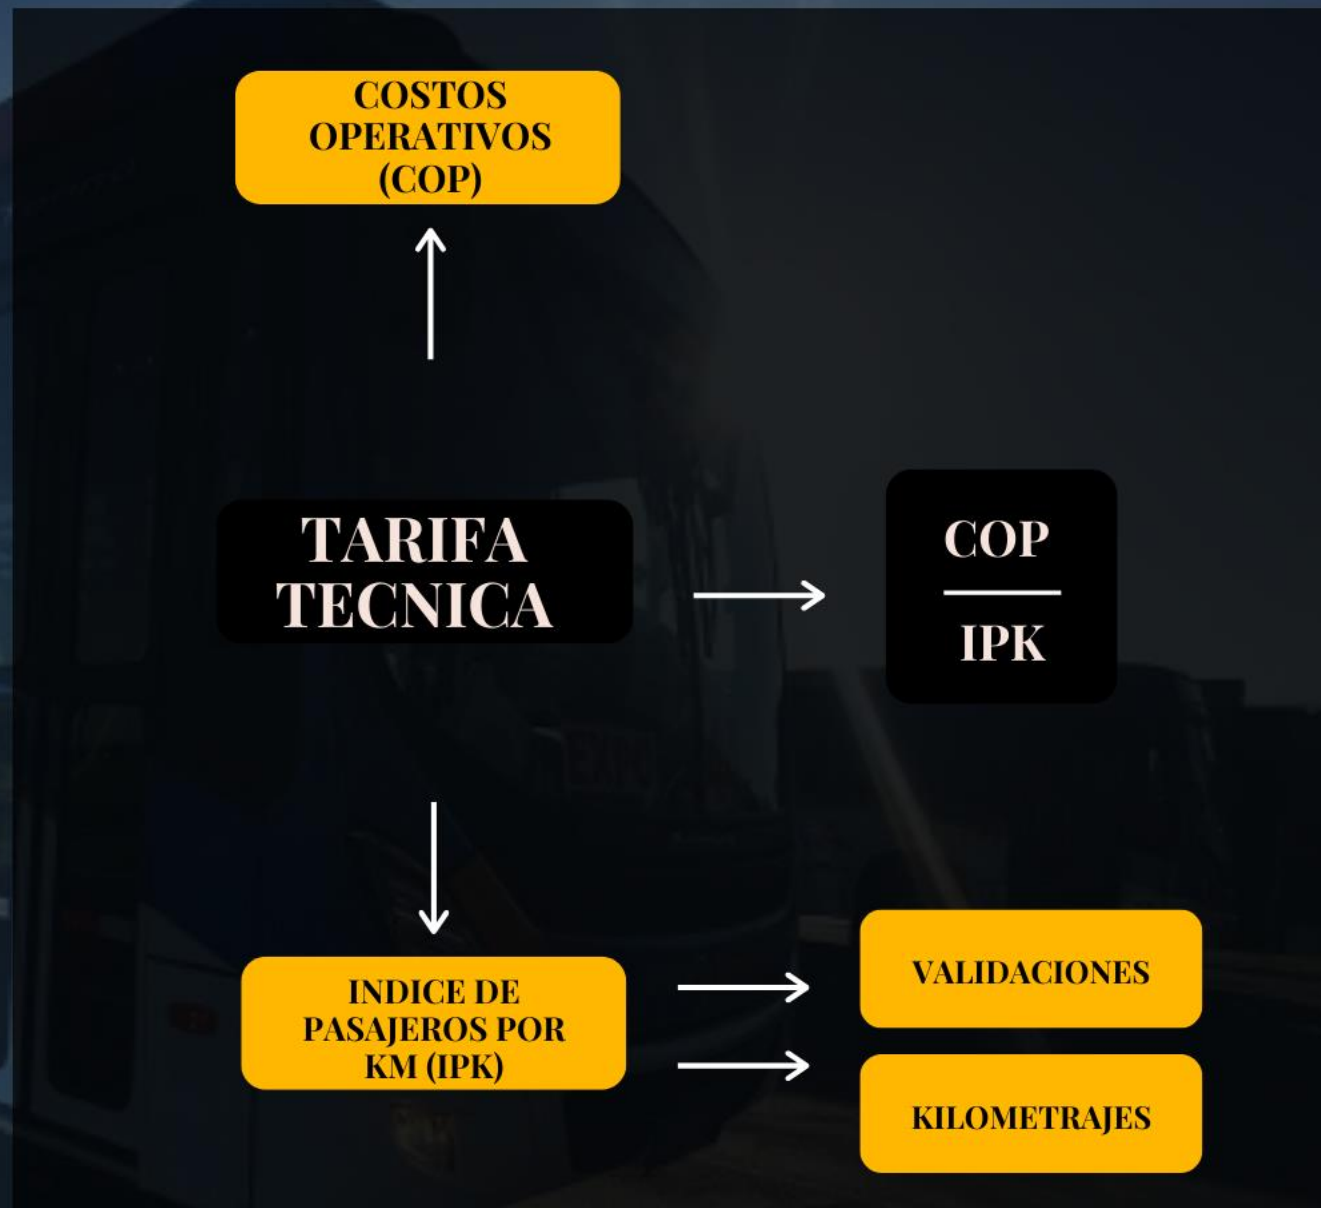 COSTOS
OPERATIVOS
(COP)
TARIFA
TECNICA
COP
IPK
INDICE DE
PASAJEROS POR
KM (IPK)
VALIDACIONES
KILOMETRAJES